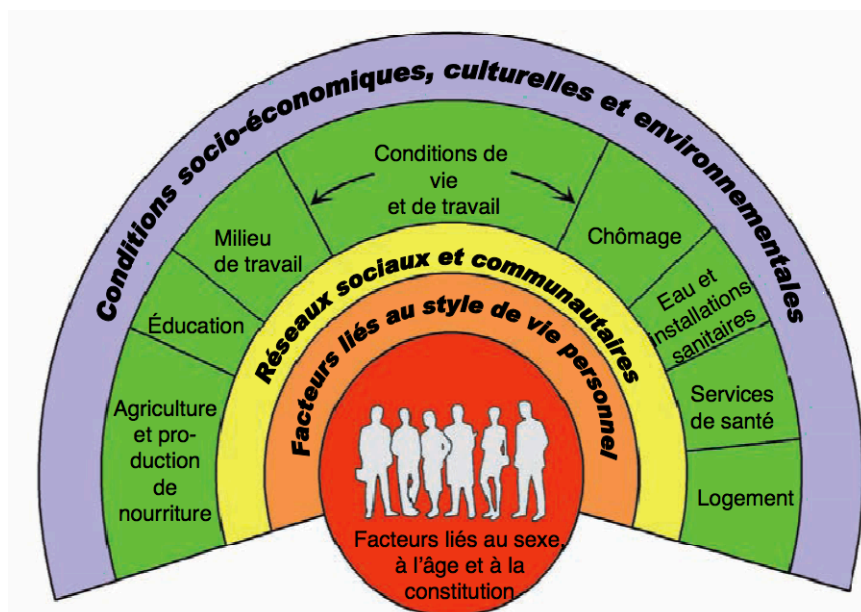 Conditions socio-économiques, culturelles et environnementales
Conditions de
vie
et de travail
Milieu
de travail
Chômage
Éducation
Eau et
installations
sanitaires
Agriculture
et pro-
duction
de
nourriture
Services
de santé
Logement
Réseaux sociaux et communautaires
Facteurs liés au style de vie personnel
Facteurs liés au sexe,
à l'âge et à la
constitution